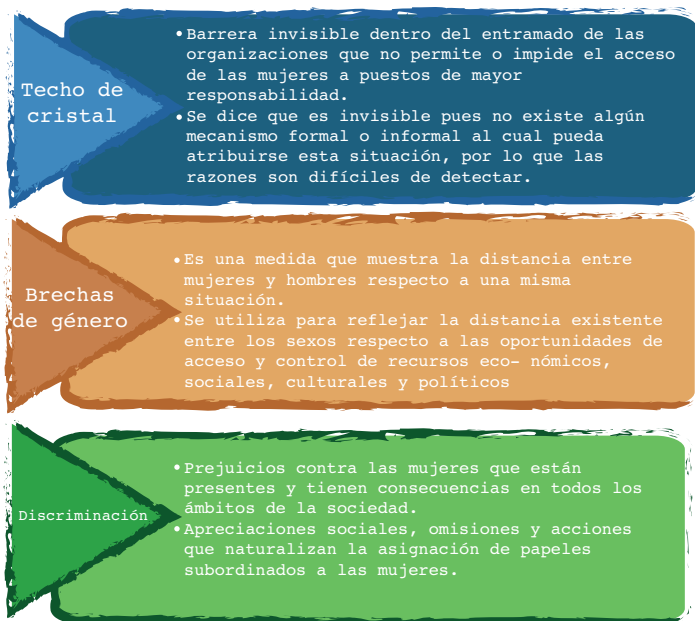 Techo de
cristal
•Barrera invisible dentro del entramado de las
organizaciones que no permite o impide el acceso
de las mujeres a puestos de mayor
responsabilidad.
•Se dice que es invisible pues no existe algún
mecanismo formal o informal al cual pueda
atribuirse esta situación, por lo que las
razones son difíciles de detectar.
Brechas
de género
•Es una medida que muestra la distancia entre
mujeres y hombres respecto a una misma
situación.
•Se utiliza para reflejar la distancia existente
entre los sexos respecto a las oportunidades de
acceso y control de recursos eco- nómicos,
sociales, culturales y políticos
Discriminación
•Prejuicios contra las mujeres que están
presentes y tienen consecuencias en todos los
ámbitos de la sociedad.
•Apreciaciones sociales, omisiones y acciones
que naturalizan la asignación de papeles
subordinados a las mujeres.